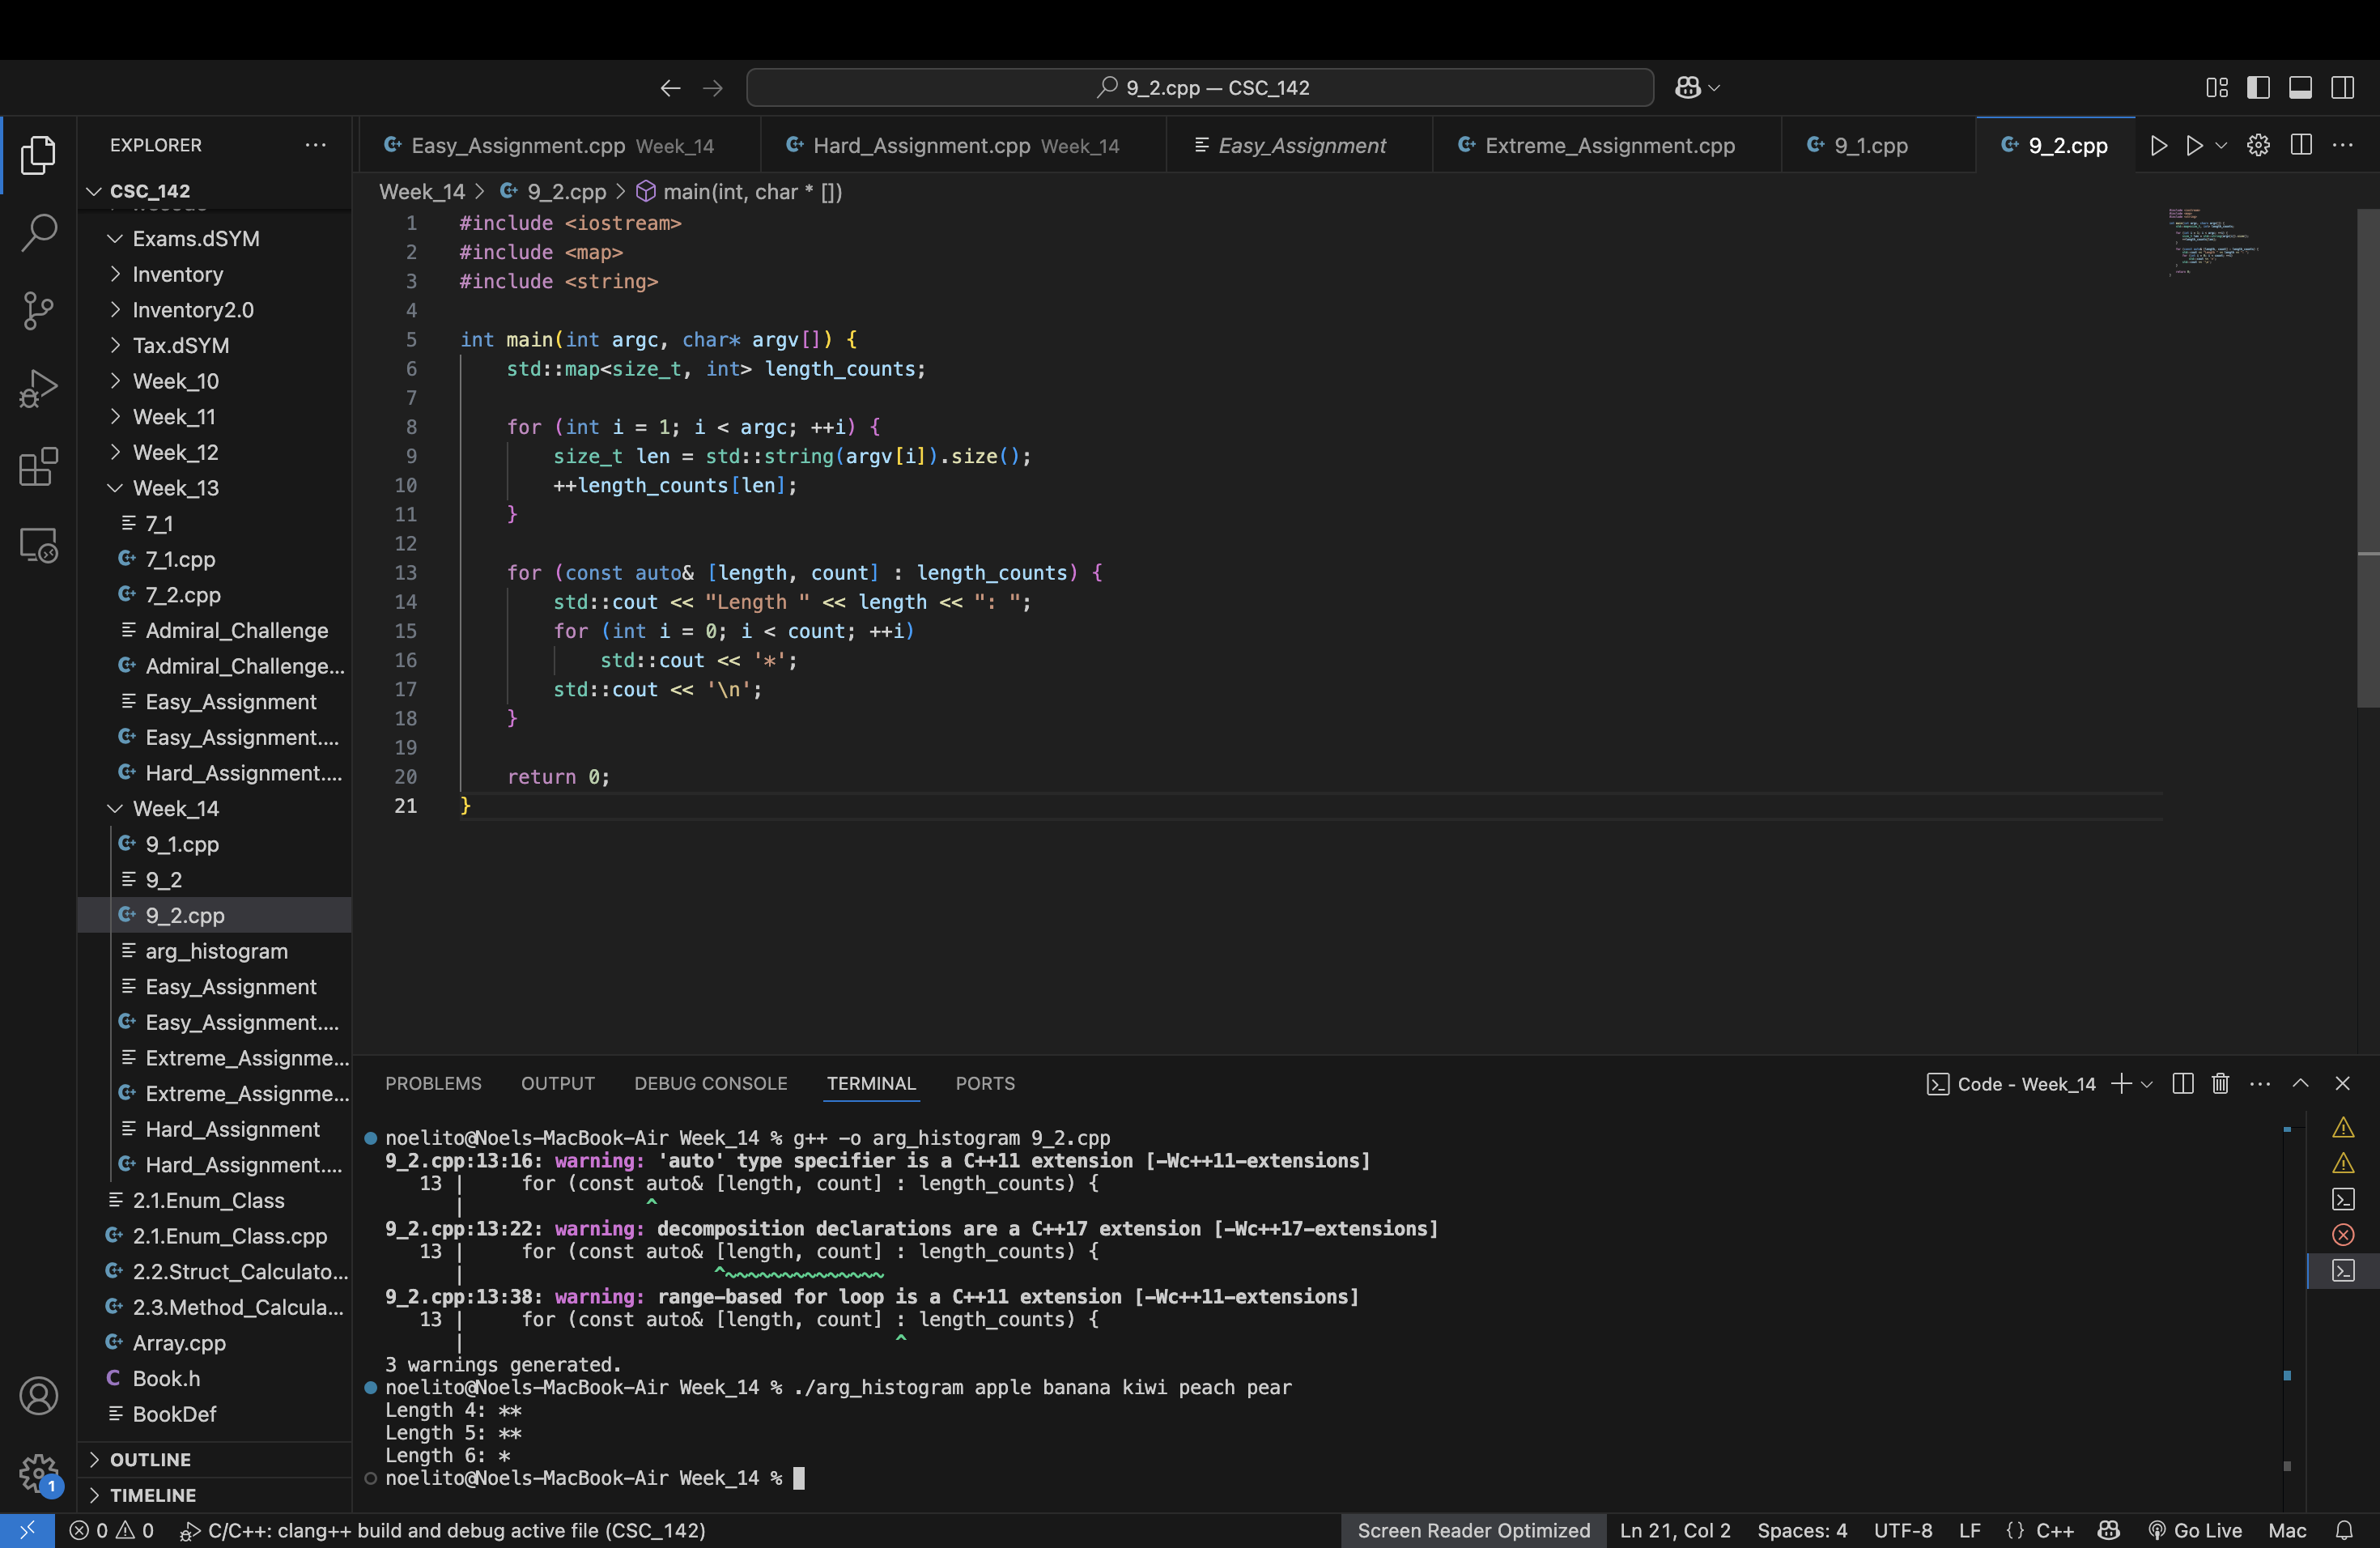 9_2.cpp — CSC_142
EXPLORER
CSC_142
Exams.dSYM
Inventory
Inventory2.0
Tax.dSYM
Week_10
Week_11
Week_12
Week_13
7_1
7_1.cpp
7_2.cpp
Admiral_Challenge
Admiral_Challenge...
Easy_Assignment
Easy_Assignment....
Hard_Assignment....
Week_14
9_1.cpp
9_2
9_2.cpp
arg_histogram
Easy_Assignment
Easy_Assignment....
Extreme_Assignme...
Extreme_Assignme...
Hard_Assignment
Hard_Assignment....
2.1.Enum_Class
2.1.Enum_Class.cpp
2.2.Struct_Calculato...
2.3.Method_Calcula...
Array.cpp
Book.h
BookDef
OUTLINE
TIMELINE
Easy_Assignment.cpp Week_14 Hard_Assignment.cpp Week_14 Easy_Assignment Extreme_Assignment.cpp 9_1.cpp 9_2.cpp
Week_14 > 9_2.cpp > main(int, char * [])
1 #include <iostream>
2 #include <map>
3 #include <string>
4
5 int main(int argc, char* argv[]) {
6 std::map<size_t, int> length_counts;
7
8 for (int i = 1; i < argc; ++i) {
9 size_t len = std::string(argv[i]).size();
10 ++length_counts[len];
11 }
12
13 for (const auto& [length, count] : length_counts) {
14 std::cout << "Length " << length << ": ";
15 for (int i = 0; i < count; ++i)
16 std::cout << '*';
17 std::cout << '\n';
18 }
19
20 return 0;
21 }
PROBLEMS OUTPUT DEBUG CONSOLE TERMINAL PORTS
Code - Week_14
noelito@Noels-MacBook-Air Week_14 % g++ -o arg_histogram 9_2.cpp
9_2.cpp:13:16: warning: 'auto' type specifier is a C++11 extension [-Wc++11-extensions]
13 | for (const auto& [length, count] : length_counts) {
| ^
9_2.cpp:13:22: warning: decomposition declarations are a C++17 extension [-Wc++17-extensions]
13 | for (const auto& [length, count] : length_counts) {
| ^~~~~~~~~~~~~~~
9_2.cpp:13:38: warning: range-based for loop is a C++11 extension [-Wc++11-extensions]
13 | for (const auto& [length, count] : length_counts) {
| ^
3 warnings generated.
noelito@Noels-MacBook-Air Week_14 % ./arg_histogram apple banana kiwi peach pear
Length 4: **
Length 5: **
Length 6: *
noelito@Noels-MacBook-Air Week_14 %
1
0 0 C/C++: clang++ build and debug active file (CSC_142) Screen Reader Optimized Ln 21, Col 2 Spaces: 4 UTF-8 LF {} C++ Go Live Mac